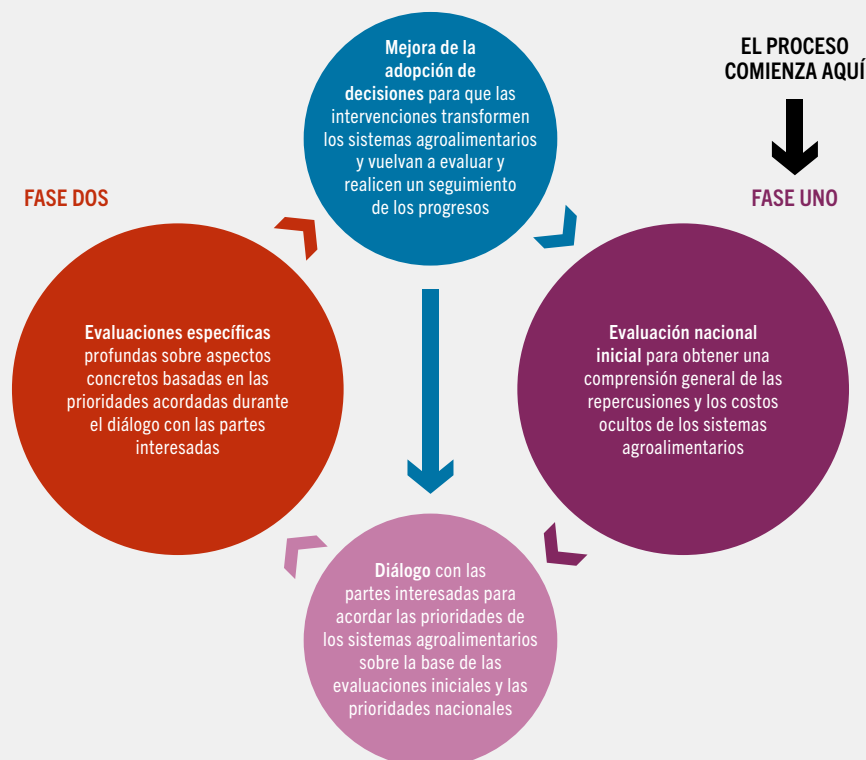 Mejora de la
adopción de
decisiones para que las
intervenciones transformen
los sistemas agroalimentarios
y vuelvan a evaluar y
realicen un seguimiento
de los progresos
EL PROCESO
COMIENZA AQUÍ
FASE DOS
FASE UNO
Evaluaciones específicas
profundas sobre aspectos
concretos basadas en las
prioridades acordadas durante
el diálogo con las partes
interesadas
Evaluación nacional
inicial para obtener una
comprensión general de las
repercusiones y los costos
ocultos de los sistemas
agroalimentarios
Diálogo con las
partes interesadas para
acordar las prioridades de
los sistemas agroalimentarios
sobre la base de las
evaluaciones iniciales y las
prioridades nacionales